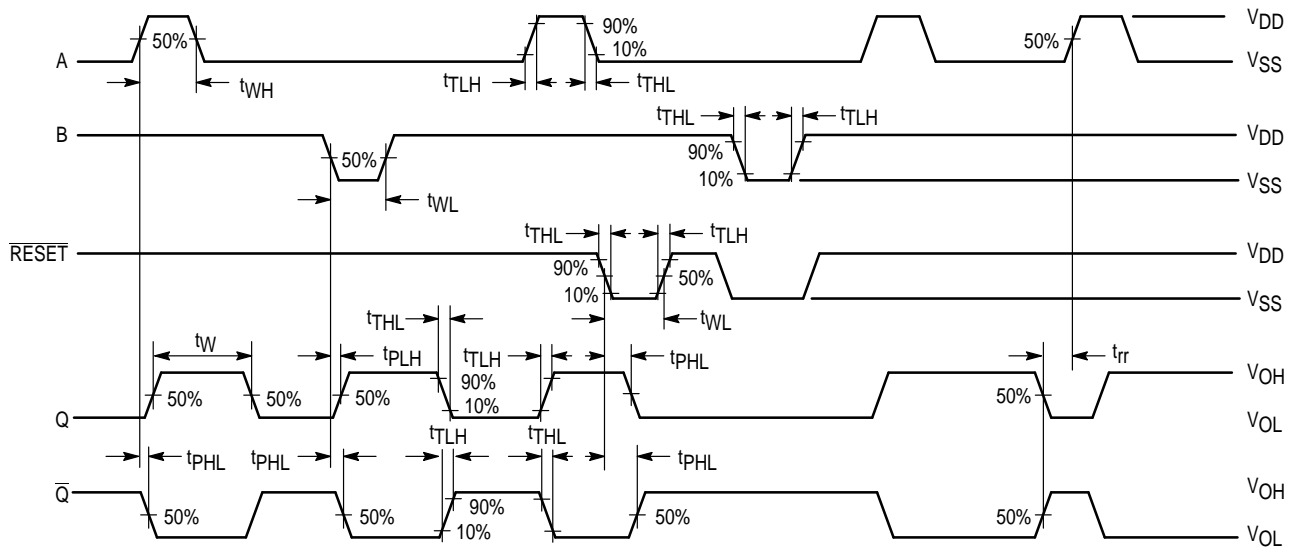 VDD
50% 90% 10% 50%
A VSS
tWH tTLH tTHL
tTHL tTLH
B VDD
50% 90%
10% VSS
tWL
tTHL tTLH
RESET VDD
90% 50%
10% VSS
tTHL tWL
tW tPLH tTLH tPHL trr
VOH
50% 50% 50% 90% 50%
10%
Q VOL
tTLH tTHL
tPHL tPHL tPHL
Q VOH
50% 50% 90% 50% 50%
10% VOL